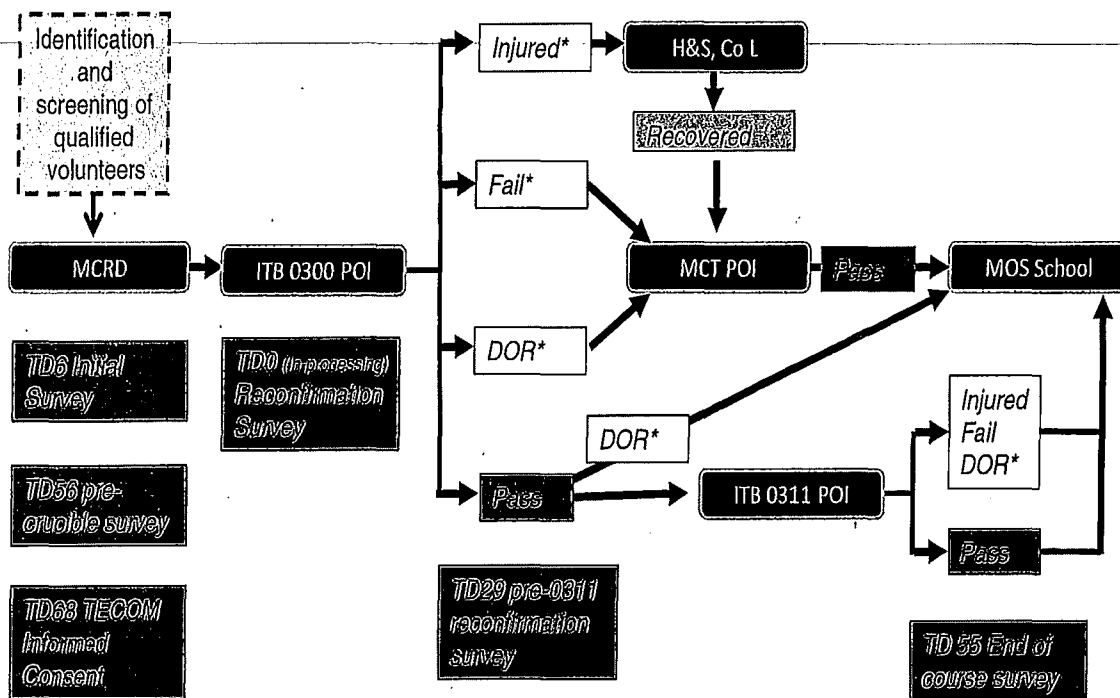 Identification
and
screening of
qualified
volunteers
Injured*
H&S, Co L
Recovered
Fail*
MCRD
ITB 0300 POI
MCT POI
Pass
MOS School
TD6 Initial
Survey
TD0 (In-processing)
Reconfirmation
Survey
DOR*
DOR*
Injured
Fail
DOR*
Pass
ITB 0311 POI
Pass
TD56 pre-
crucible survey
TD29 pre-0311
reconfirmation
survey
TD68 TECOM
Informed
Consent
TD 55 End of
course survey